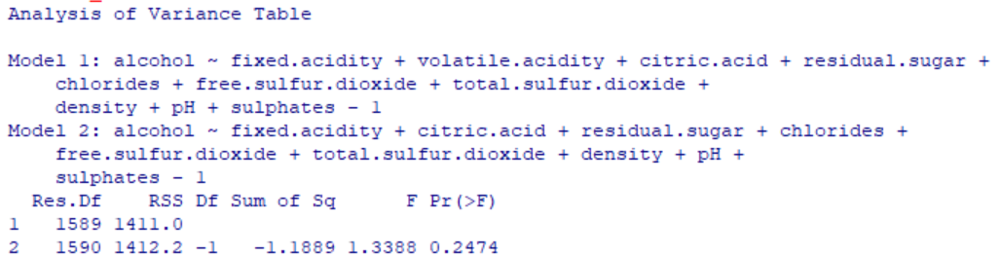 Analysis of Variance Table
Model 1: alcohol ~ fixed.acidity + volatile.acidity + citric.acid + residual.sugar +
chlorides + free.sulfur.dioxide + total.sulfur.dioxide +
density + pH + sulphates - 1
Model 2: alcohol ~ fixed.acidity + citric.acid + residual.sugar + chlorides +
free.sulfur.dioxide + total.sulfur.dioxide + density + pH +
sulphates - 1
Res.Df RSS Df Sum of Sq F Pr(>F)
1 1589 1411.0
2 1590 1412.2 -1 -1.1889 1.3388 0.2474